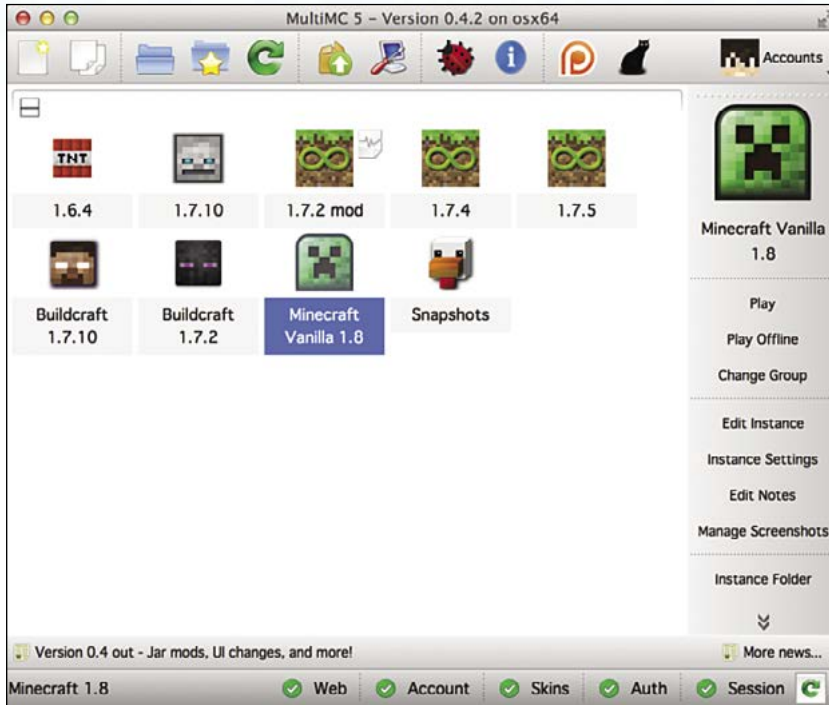 MultiMC 5 – Version 0.4.2 on osx64
Accounts
TNT
1.6.4
1.7.10
1.7.2 mod
1.7.4
1.7.5
Buildcraft
1.7.10
Buildcraft
1.7.2
Minecraft
Vanilla 1.8
Snapshots
Minecraft Vanilla
1.8
Play
Play Offline
Change Group
Edit Instance
Instance Settings
Edit Notes
Manage Screenshots
Instance Folder
Version 0.4 out - Jar mods, UI changes, and more!
More news...
Minecraft 1.8
Web
Account
Skins
Auth
Session